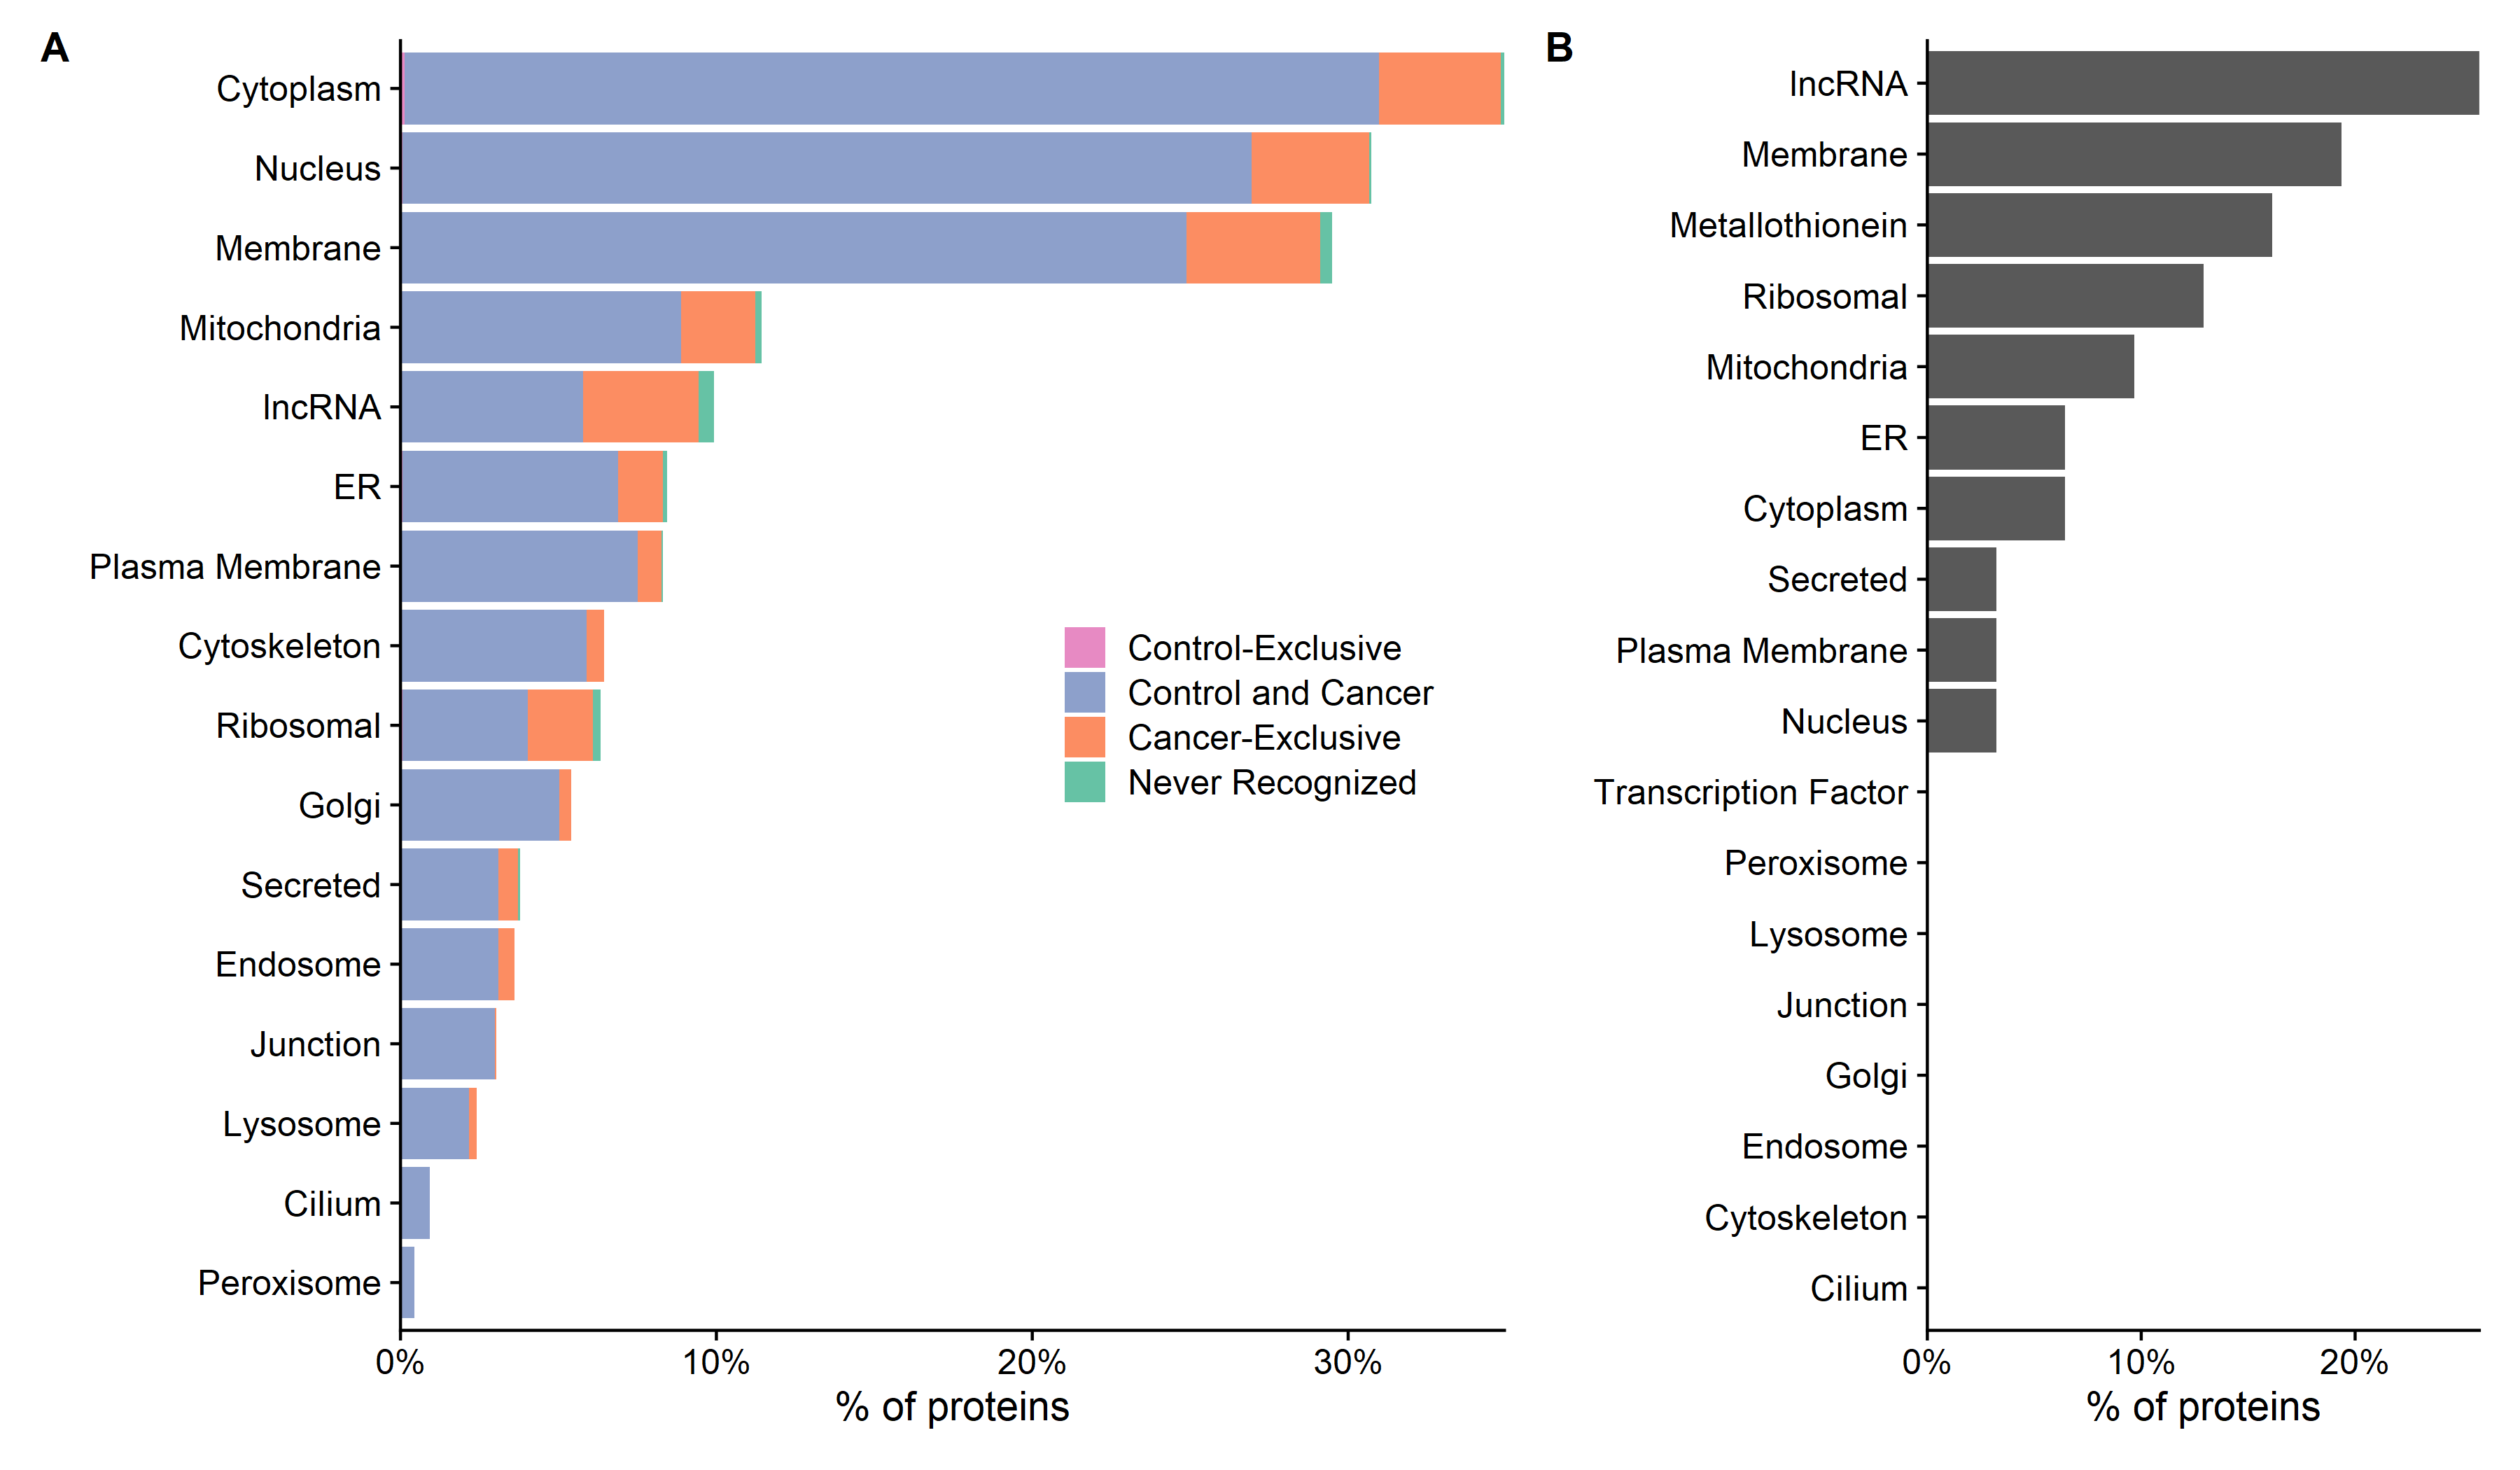 A
Cytoplasm
Nucleus
Membrane
Mitochondria
lncRNA
ER
Plasma Membrane
Cytoskeleton
Ribosomal
Golgi
Secreted
Endosome
Junction
Lysosome
Cilium
Peroxisome
0% 10% 20% 30%
% of proteins
Control-Exclusive
Control and Cancer
Cancer-Exclusive
Never Recognized
B
lncRNA
Membrane
Metallothionein
Ribosomal
Mitochondria
ER
Cytoplasm
Secreted
Plasma Membrane
Nucleus
Transcription Factor
Peroxisome
Lysosome
Junction
Golgi
Endosome
Cytoskeleton
Cilium
0% 10% 20%
% of proteins